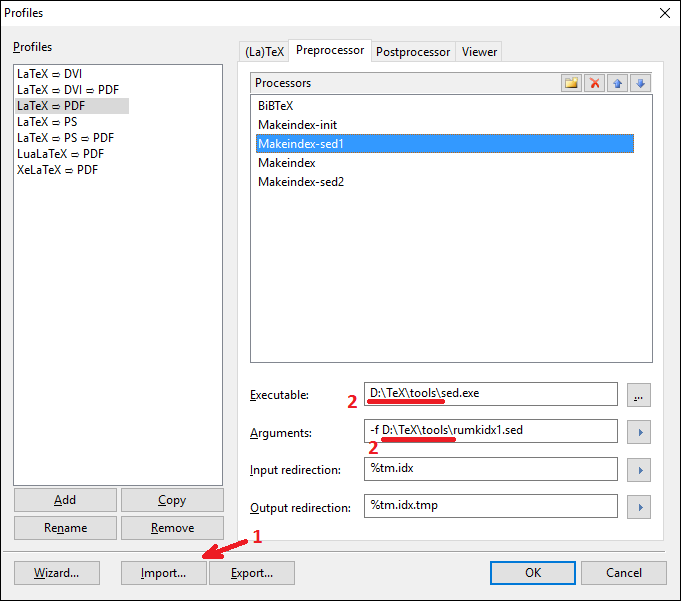 Profiles
Profiles
LaTeX ⇨ DVI
LaTeX ⇨ DVI ⇨ PDF
LaTeX ⇨ PDF
LaTeX ⇨ PS
LaTeX ⇨ PS ⇨ PDF
LuaLaTeX ⇨ PDF
XeLaTeX ⇨ PDF
Add Copy
Rename Remove
(La)TeX Preprocessor Postprocessor Viewer
Processors
BiBTeX
Makeindex-init
Makeindex-sed1
Makeindex
Makeindex-sed2
Executable: D:\TeX\tools\sed.exe ...
2
Arguments: -f D:\TeX\tools\rumkidx1.sed
2
Input redirection: %tm.idx
Output redirection: %tm.idx.tmp
1
Wizard... Import... Export... OK Cancel